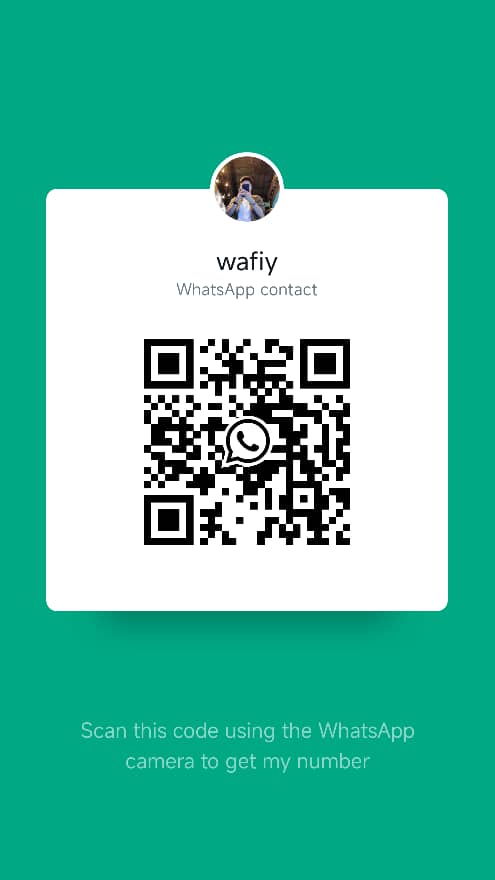 wafiy
WhatsApp contact
Scan this code using the WhatsApp
camera to get my number